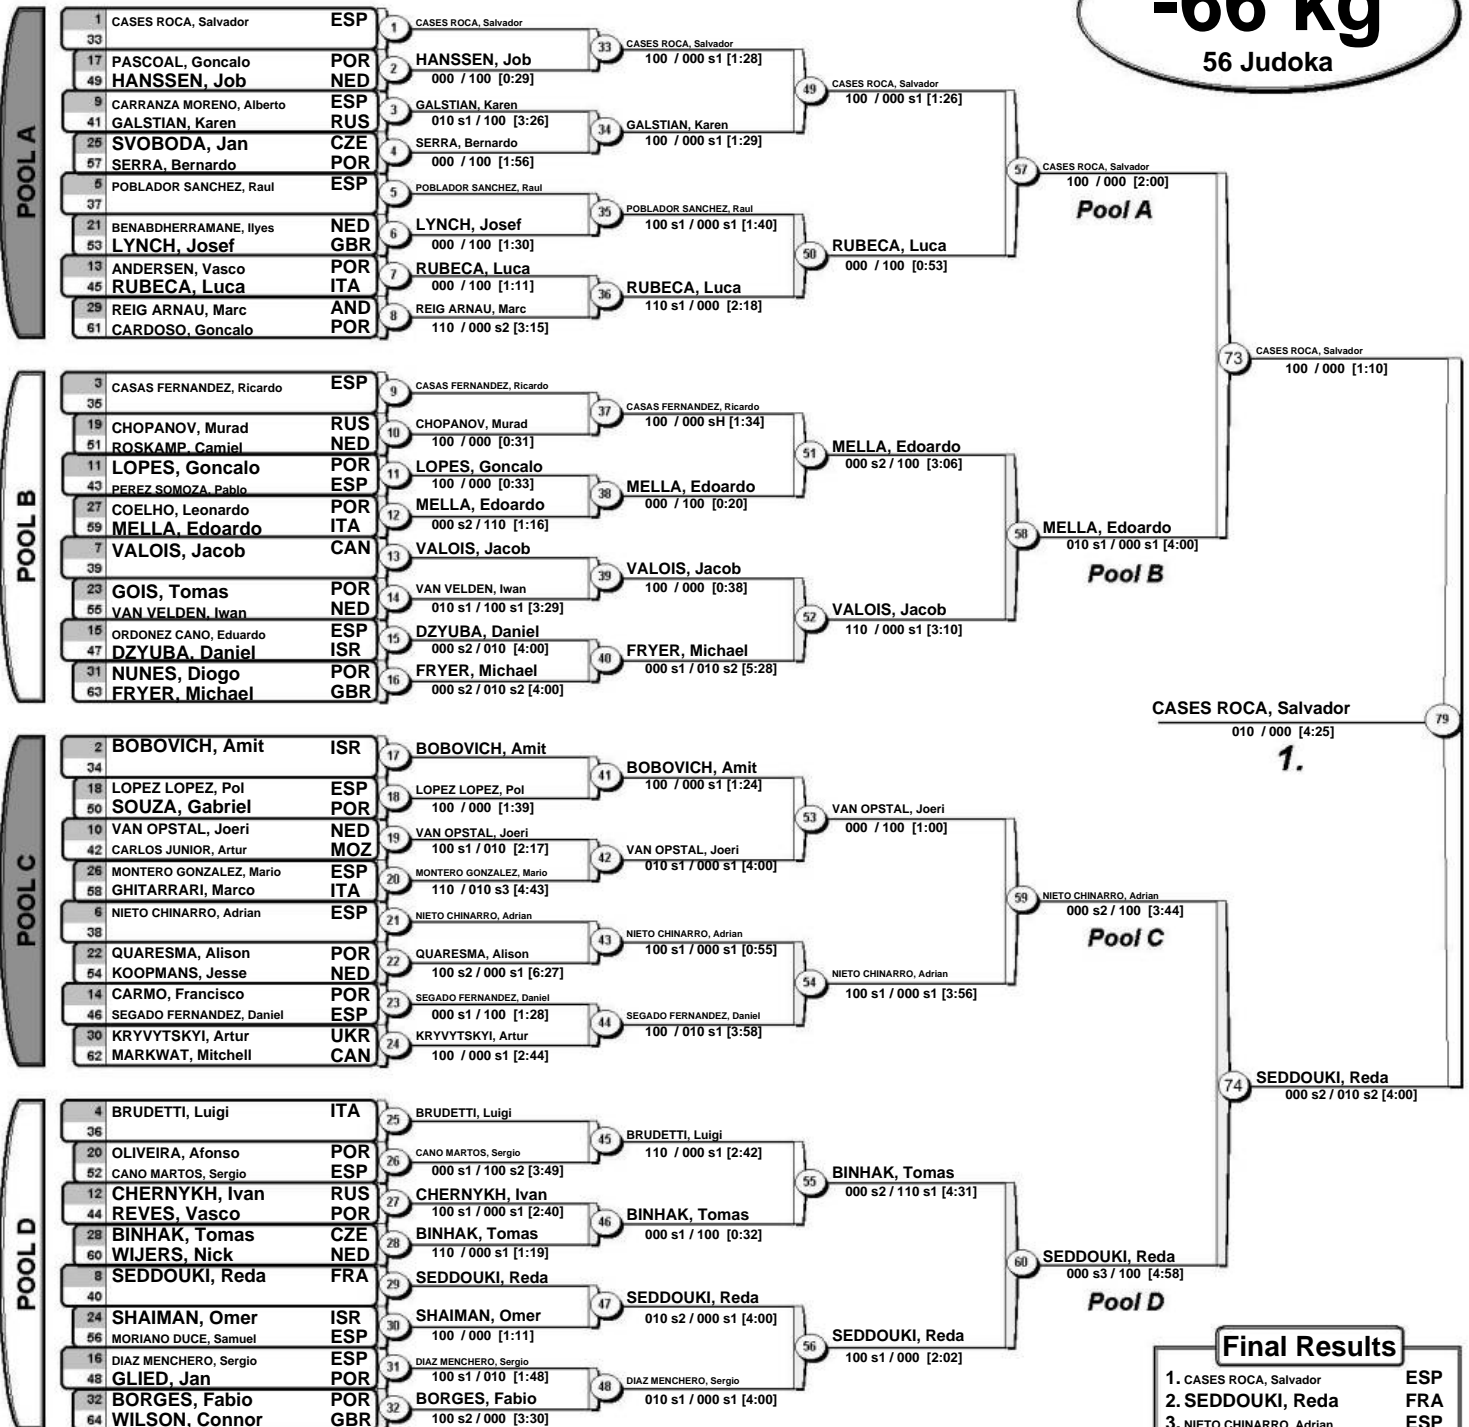 -66 kg
56 Judoka
POOL A
1 CASES ROCA, Salvador ESP
33
17 PASCOAL, Goncalo POR
49 HANSSEN, Job NED
9 CARRANZA MORENO, Alberto ESP
41 GALSTIAN, Karen RUS
25 SVOBODA, Jan CZE
57 SERRA, Bernardo POR
5 POBLADOR SANCHEZ, Raul ESP
37
21 BENABDHERRAMANE, Ilyes NED
53 LYNCH, Josef GBR
13 ANDERSEN, Vasco POR
45 RUBECA, Luca ITA
29 REIG ARNAU, Marc AND
61 CARDOSO, Goncalo POR
1 CASES ROCA, Salvador
2 HANSSEN, Job
000 / 100 [0:29]
3 GALSTIAN, Karen
010 s1 / 100 [3:26]
4 SERRA, Bernardo
000 / 100 [1:56]
5 POBLADOR SANCHEZ, Raul
6 LYNCH, Josef
000 / 100 [1:30]
7 RUBECA, Luca
000 / 100 [1:11]
8 REIG ARNAU, Marc
110 / 000 s2 [3:15]
33 CASES ROCA, Salvador
100 / 000 s1 [1:28]
34 GALSTIAN, Karen
100 / 000 s1 [1:29]
35 POBLADOR SANCHEZ, Raul
100 s1 / 000 s1 [1:40]
36 RUBECA, Luca
110 s1 / 000 [2:18]
49 CASES ROCA, Salvador
100 / 000 s1 [1:26]
50 RUBECA, Luca
000 / 100 [0:53]
57 CASES ROCA, Salvador
100 / 000 [2:00]
Pool A
POOL B
3 CASAS FERNANDEZ, Ricardo ESP
35
19 CHOPANOV, Murad RUS
51 ROSKAMP, Camiel NED
11 LOPES, Goncalo POR
43 PEREZ SOMOZA, Pablo ESP
27 COELHO, Leonardo POR
59 MELLA, Edoardo ITA
7 VALOIS, Jacob CAN
39
23 GOIS, Tomas POR
55 VAN VELDEN, Iwan NED
15 ORDONEZ CANO, Eduardo ESP
47 DZYUBA, Daniel ISR
31 NUNES, Diogo POR
63 FRYER, Michael GBR
9 CASAS FERNANDEZ, Ricardo
10 CHOPANOV, Murad
100 / 000 [0:31]
11 LOPES, Goncalo
100 / 000 [0:33]
12 MELLA, Edoardo
000 s2 / 110 [1:16]
13 VALOIS, Jacob
14 VAN VELDEN, Iwan
010 s1 / 100 s1 [3:29]
15 DZYUBA, Daniel
000 s2 / 010 [4:00]
16 FRYER, Michael
000 s2 / 010 s2 [4:00]
37 CASAS FERNANDEZ, Ricardo
100 / 000 sH [1:34]
38 MELLA, Edoardo
000 / 100 [0:20]
39 VALOIS, Jacob
100 / 000 [0:38]
40 FRYER, Michael
000 s1 / 010 s2 [5:28]
51 MELLA, Edoardo
000 s2 / 100 [3:06]
52 VALOIS, Jacob
110 / 000 s1 [3:10]
58 MELLA, Edoardo
010 s1 / 000 s1 [4:00]
Pool B
73 CASES ROCA, Salvador
100 / 000 [1:10]
CASES ROCA, Salvador 79
010 / 000 [4:25]
1.
POOL C
2 BOBOVICH, Amit ISR
34
18 LOPEZ LOPEZ, Pol ESP
50 SOUZA, Gabriel POR
10 VAN OPSTAL, Joeri NED
42 CARLOS JUNIOR, Artur MOZ
26 MONTERO GONZALEZ, Mario ESP
58 GHITARRARI, Marco ITA
6 NIETO CHINARRO, Adrian ESP
38
22 QUARESMA, Alison POR
54 KOOPMANS, Jesse NED
14 CARMO, Francisco POR
46 SEGADO FERNANDEZ, Daniel ESP
30 KRYVYTSKYI, Artur UKR
62 MARKWAT, Mitchell CAN
17 BOBOVICH, Amit
18 LOPEZ LOPEZ, Pol
100 / 000 [1:39]
19 VAN OPSTAL, Joeri
100 s1 / 010 [2:17]
20 MONTERO GONZALEZ, Mario
110 / 010 s3 [4:43]
21 NIETO CHINARRO, Adrian
22 QUARESMA, Alison
100 s2 / 000 s1 [6:27]
23 SEGADO FERNANDEZ, Daniel
000 s1 / 100 [1:28]
24 KRYVYTSKYI, Artur
100 / 000 s1 [2:44]
41 BOBOVICH, Amit
100 / 000 s1 [1:24]
42 VAN OPSTAL, Joeri
010 s1 / 000 s1 [4:00]
43 NIETO CHINARRO, Adrian
100 s1 / 000 s1 [0:55]
44 SEGADO FERNANDEZ, Daniel
100 / 010 s1 [3:58]
53 VAN OPSTAL, Joeri
000 / 100 [1:00]
54 NIETO CHINARRO, Adrian
100 s1 / 000 s1 [3:56]
59 NIETO CHINARRO, Adrian
000 s2 / 100 [3:44]
Pool C
74 SEDDOUKI, Reda
000 s2 / 010 s2 [4:00]
POOL D
4 BRUDETTI, Luigi ITA
36
20 OLIVEIRA, Afonso POR
52 CANO MARTOS, Sergio ESP
12 CHERNYKH, Ivan RUS
44 REVES, Vasco POR
28 BINHAK, Tomas CZE
60 WIJERS, Nick NED
8 SEDDOUKI, Reda FRA
40
24 SHAIMAN, Omer ISR
56 MORIANO DUCE, Samuel ESP
16 DIAZ MENCHERO, Sergio ESP
48 GLIED, Jan POR
32 BORGES, Fabio POR
64 WILSON, Connor GBR
25 BRUDETTI, Luigi
26 CANO MARTOS, Sergio
000 s1 / 100 s2 [3:49]
27 CHERNYKH, Ivan
100 s1 / 000 s1 [2:40]
28 BINHAK, Tomas
110 / 000 s1 [1:19]
29 SEDDOUKI, Reda
30 SHAIMAN, Omer
100 / 000 [1:11]
31 DIAZ MENCHERO, Sergio
100 s1 / 010 [1:48]
32 BORGES, Fabio
100 s2 / 000 [3:30]
45 BRUDETTI, Luigi
110 / 000 s1 [2:42]
46 BINHAK, Tomas
000 s1 / 100 [0:32]
47 SEDDOUKI, Reda
010 s2 / 000 s1 [4:00]
48 DIAZ MENCHERO, Sergio
010 s1 / 000 s1 [4:00]
55 BINHAK, Tomas
000 s2 / 110 s1 [4:31]
56 SEDDOUKI, Reda
100 s1 / 000 [2:02]
60 SEDDOUKI, Reda
000 s3 / 100 [4:58]
Pool D
Final Results
1. CASES ROCA, Salvador ESP
2. SEDDOUKI, Reda FRA
3. NIETO CHINARRO, Adrian ESP